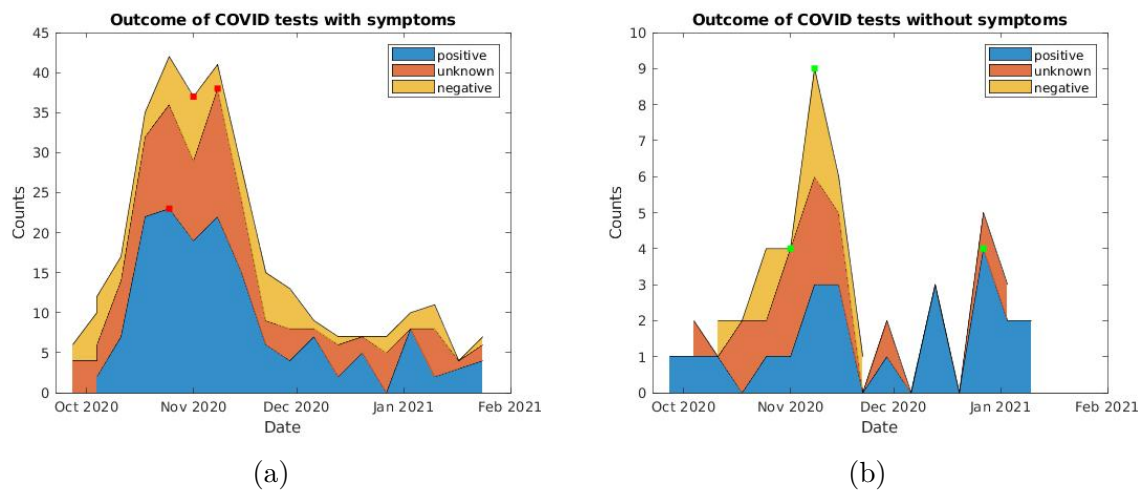 Outcome of COVID tests with symptoms
45
40
35
30
25
20
15
10
5
0
Counts
positive
unknown
negative
Oct 2020 Nov 2020 Dec 2020 Jan 2021 Feb 2021
Date
(a)
Outcome of COVID tests without symptoms
10
9
8
7
6
5
4
3
2
1
0
Counts
positive
unknown
negative
Oct 2020 Nov 2020 Dec 2020 Jan 2021 Feb 2021
Date
(b)